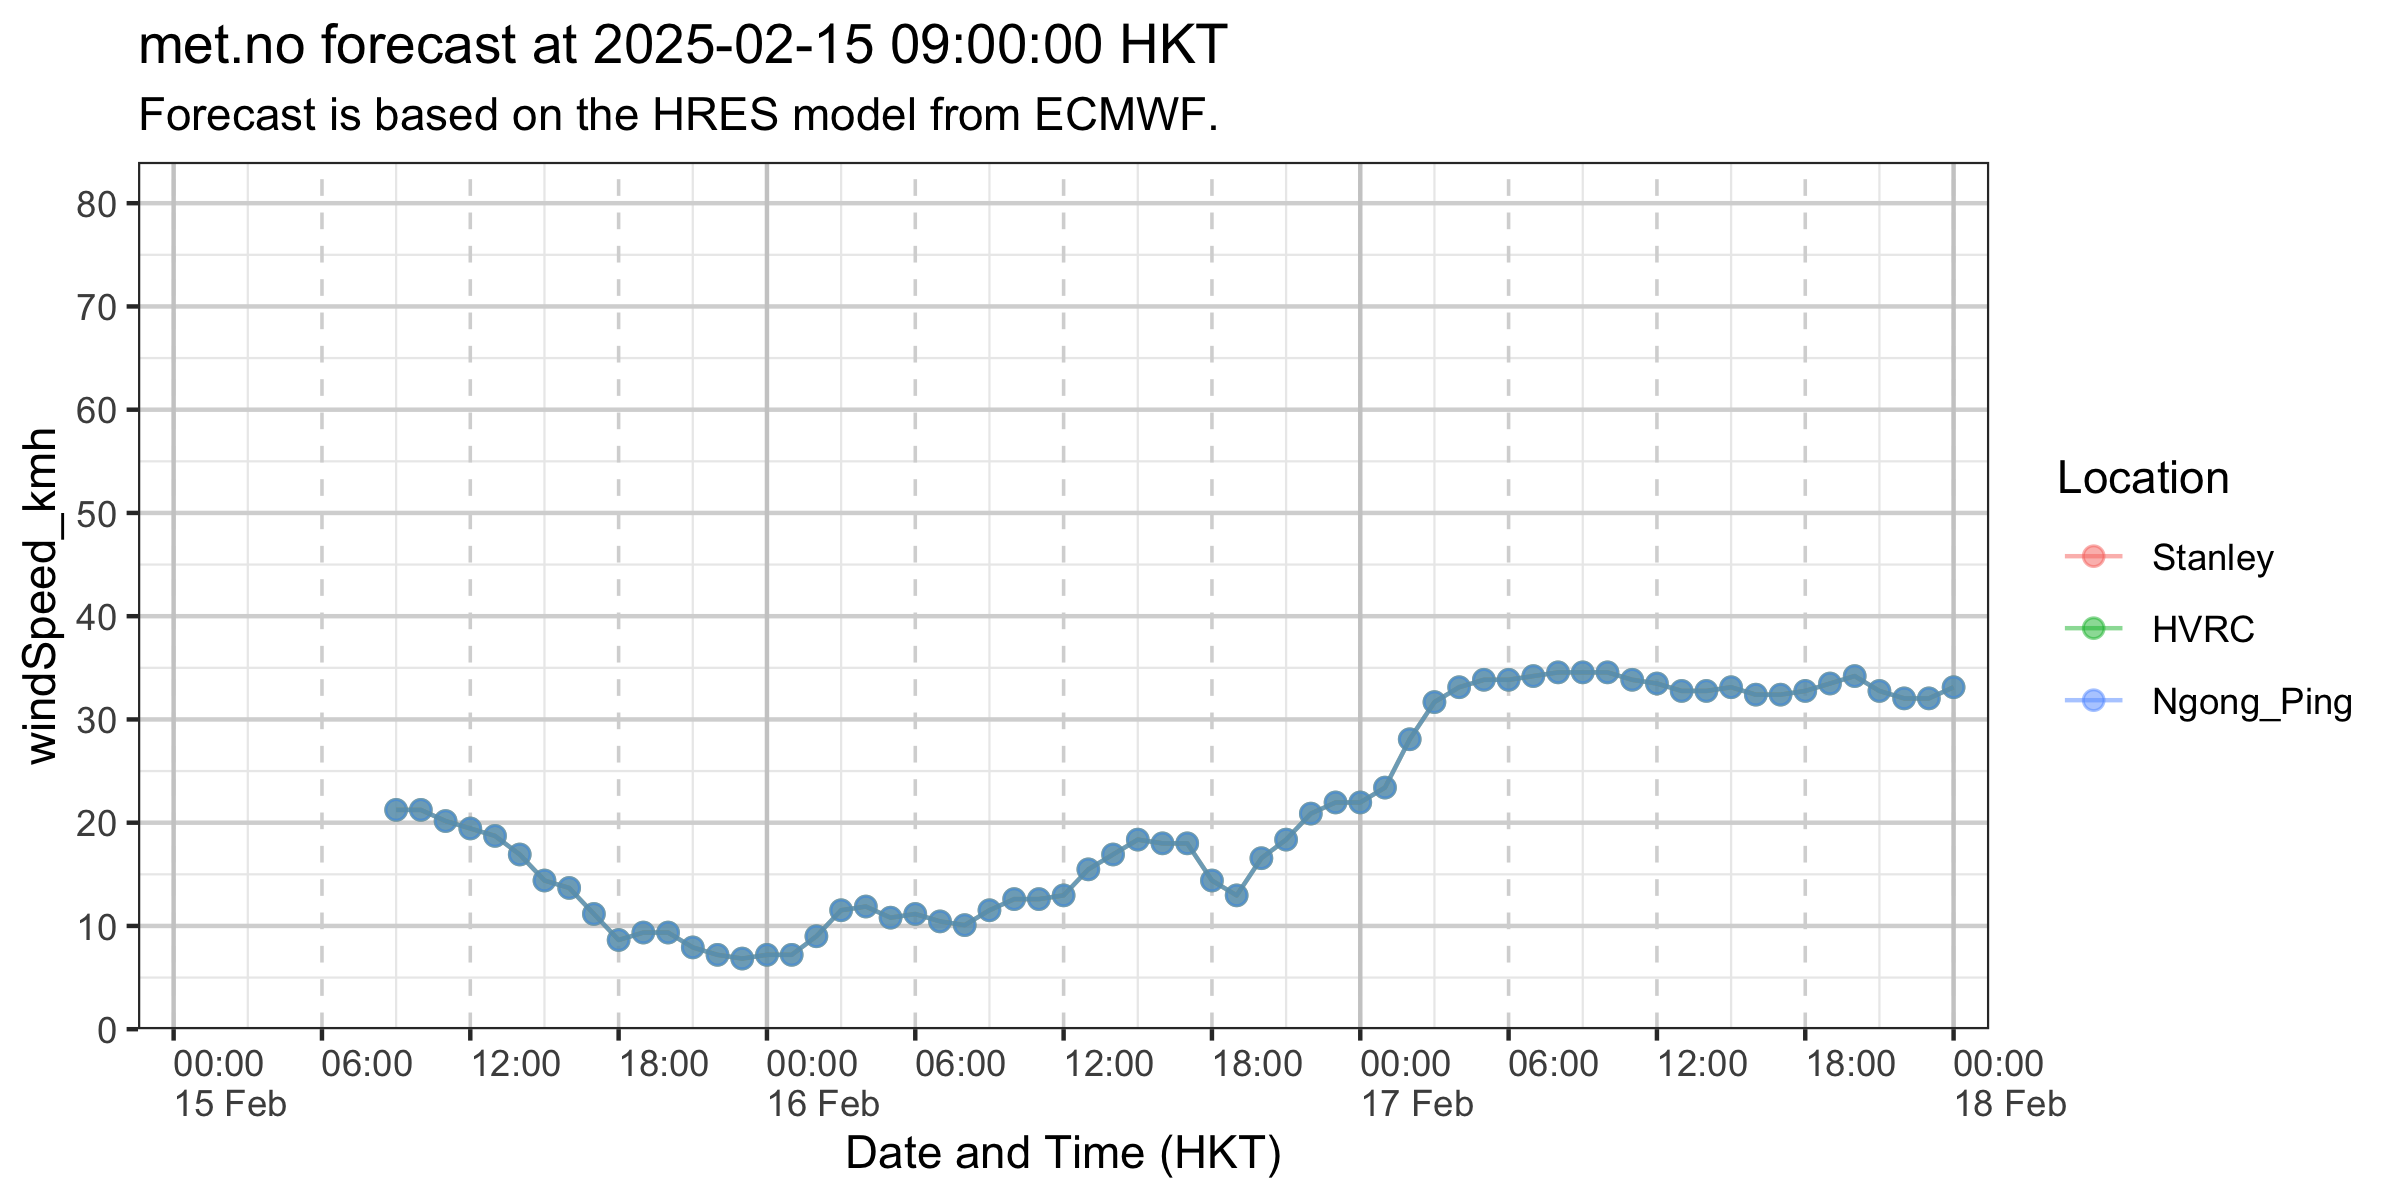 met.no forecast at 2025-02-15 09:00:00 HKT
Forecast is based on the HRES model from ECMWF.
windSpeed_kmh
80
70
60
50
40
30
20
10
0
00:00 06:00 12:00 18:00 00:00 06:00 12:00 18:00 00:00 06:00 12:00 18:00 00:00
15 Feb 16 Feb 17 Feb 18 Feb
Date and Time (HKT)
Location
Stanley
HVRC
Ngong_Ping